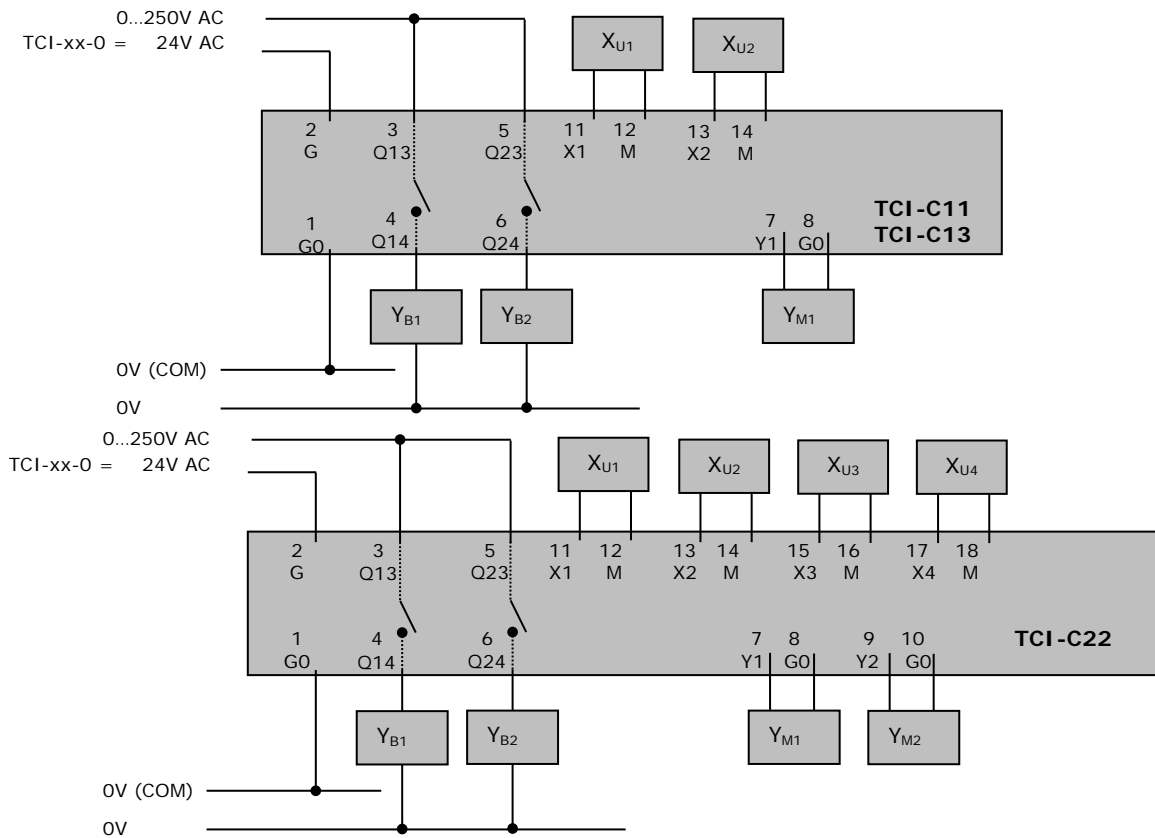 0...250V AC
TCI-xx-0 = 24V AC
XU1 XU2
2 3 5 11 12 13 14
G Q13 Q23 X1 M X2 M
TCI-C11
TCI-C13
1 4 6 7 8
G0 Q14 Q24 Y1 G0
YB1 YB2 YM1
0V (COM)
0V
0...250V AC
TCI-xx-0 = 24V AC
XU1 XU2 XU3 XU4
2 3 5 11 12 13 14 15 16 17 18
G Q13 Q23 X1 M X2 M X3 M X4 M
1 4 6 7 8 9 10 TCI-C22
G0 Q14 Q24 Y1 G0 Y2 G0
YB1 YB2 YM1 YM2
0V (COM)
0V